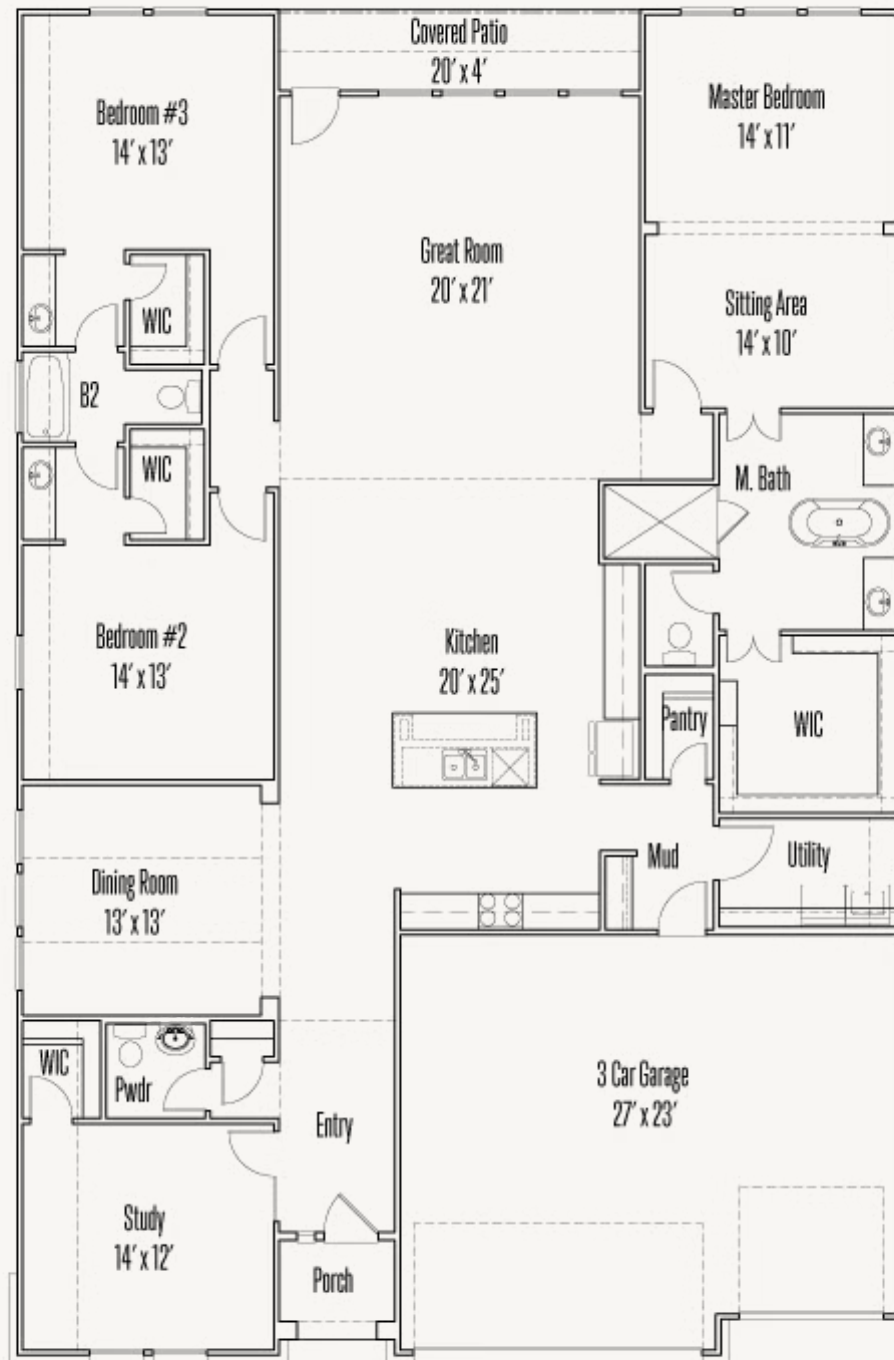 Covered Patio
20' x 4'
Bedroom #3
14' x 13'
Master Bedroom
14' x 11'
Great Room
20' x 21'
Sitting Area
14' x 10'
WIC
B2
WIC
M. Bath
Bedroom #2
14' x 13'
Kitchen
20' x 25'
Pantry
WIC
Mud
Utility
Dining Room
13' x 13'
WIC
Pwdr
Entry
3 Car Garage
27' x 23'
Study
14' x 12'
Porch